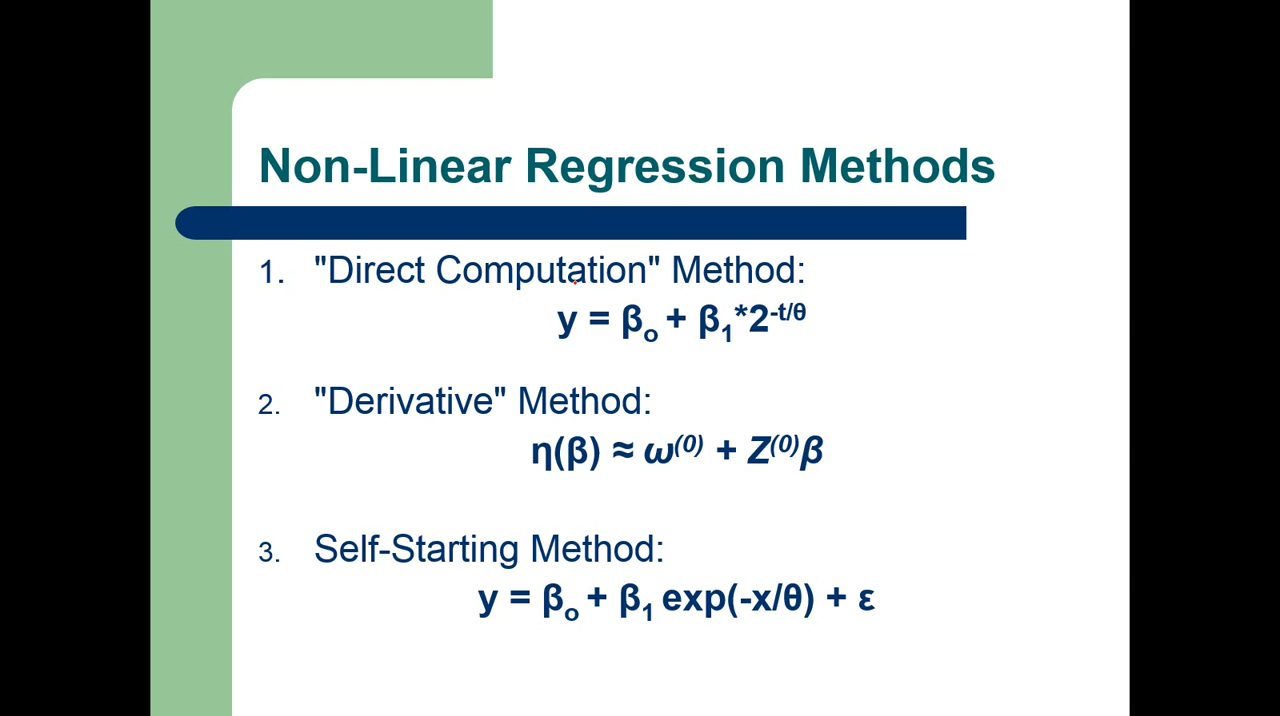 Non-Linear Regression Methods
1. "Direct Computation" Method:
y = βₒ + β₁*2⁻ᵗ/ᶿ
2. "Derivative" Method:
η(β) ≈ ω⁽⁰⁾ + Z⁽⁰⁾β
3. Self-Starting Method:
y = βₒ + β₁ exp(-x/θ) + ε